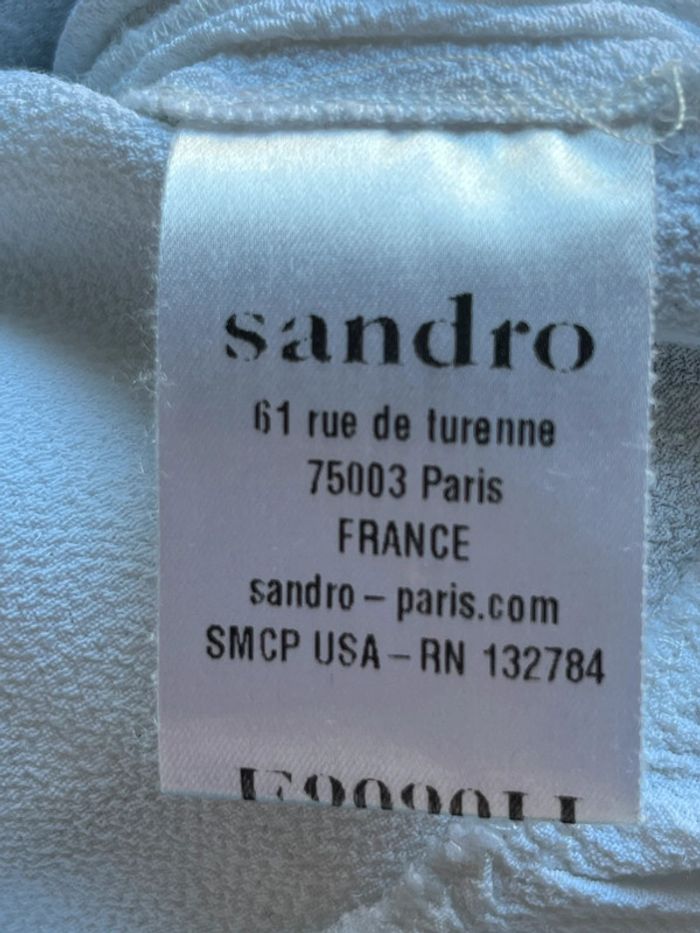 sandro
61 rue de turenne
75003 Paris
FRANCE
sandro – paris.com
SMCP USA – RN 132784